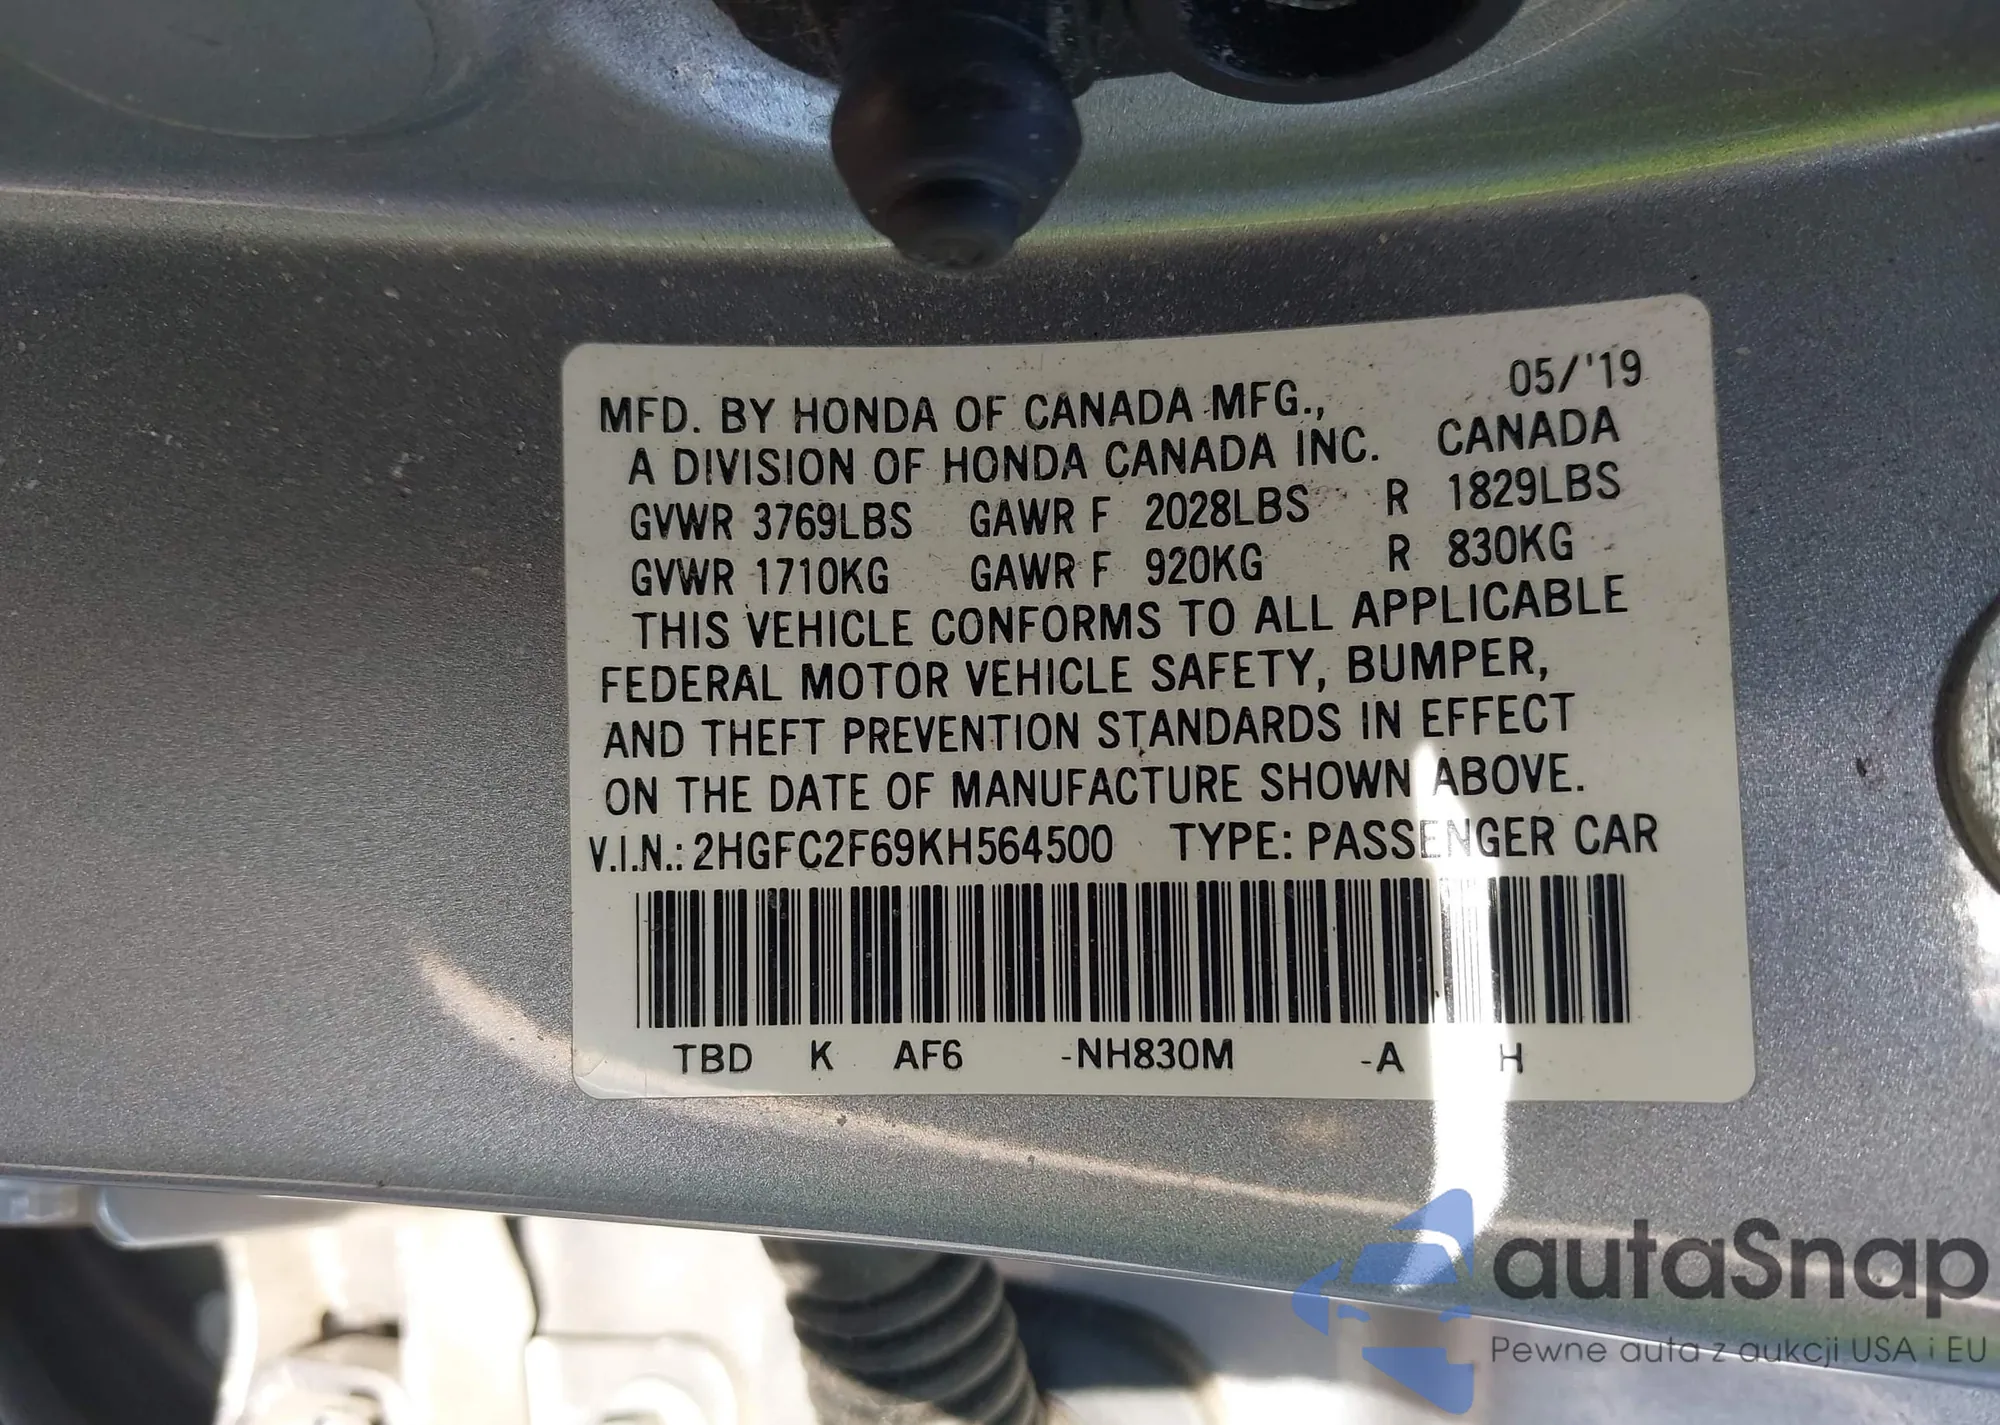 05/'19
MFD. BY HONDA OF CANADA MFG.,
A DIVISION OF HONDA CANADA INC. CANADA
GVWR 3769LBS GAWR F 2028LBS R 1829LBS
GVWR 1710KG GAWR F 920KG R 830KG
THIS VEHICLE CONFORMS TO ALL APPLICABLE
FEDERAL MOTOR VEHICLE SAFETY, BUMPER,
AND THEFT PREVENTION STANDARDS IN EFFECT
ON THE DATE OF MANUFACTURE SHOWN ABOVE.
V.I.N.: 2HGFC2F69KH564500 TYPE: PASSENGER CAR
TBD K AF6 -NH830M -A H
autaSnap
Pewne auta z aukcji USA i EU